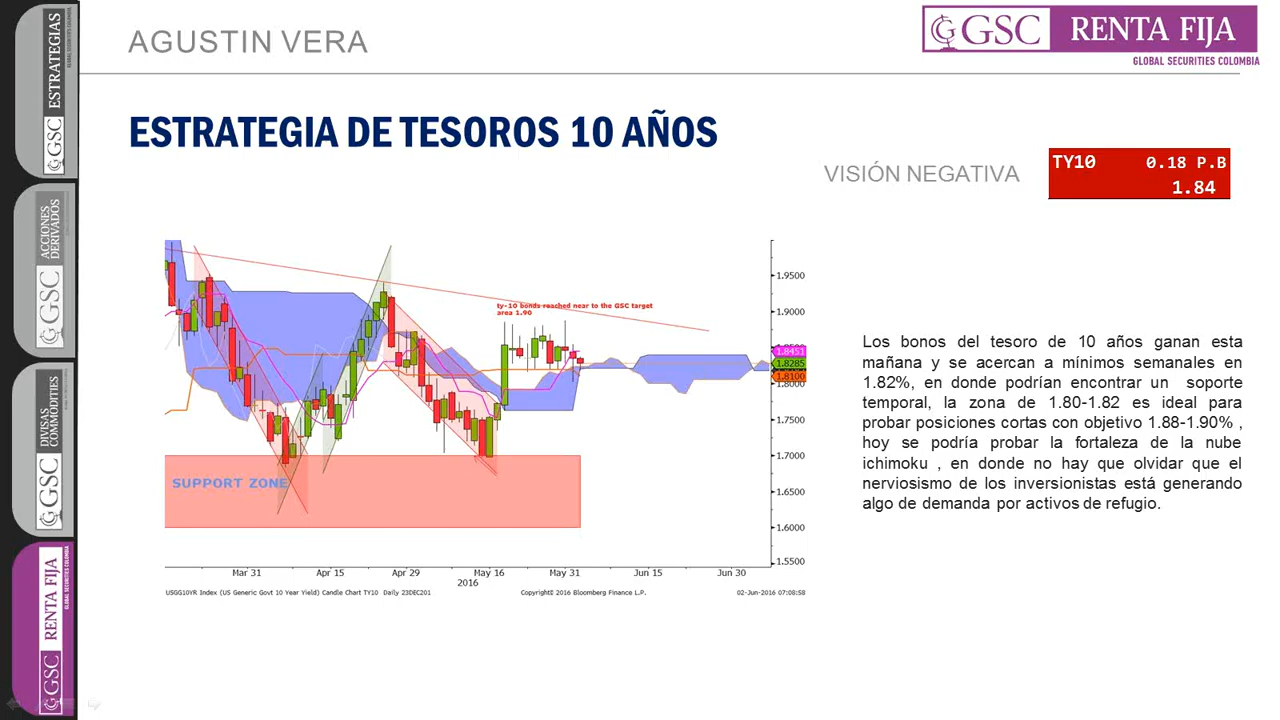 AGUSTIN VERA
GSC RENTA FIJA
GLOBAL SECURITIES COLOMBIA
ESTRATEGIA DE TESOROS 10 AÑOS
VISIÓN NEGATIVA
TY10 0.18 P.B
1.84
GSC ESTRATEGIAS
GSC ACCIONES
DERIVADOS
GSC DIVISAS
COMMODITIES
GSC RENTA FIJA
GLOBAL SECURITIES COLOMBIA
ty-10 bonds reached near to the GSC target
area 1.90
SUPPORT ZONE
1.9500
1.9000
1.8451
1.8285
1.8100
1.8000
1.7500
1.7000
1.6500
1.6000
1.5500
Mar 31 Apr 15 Apr 29 May 16 May 31 Jun 15 Jun 30
2016
USGG10YR Index (US Generic Govt 10 Year Yield) Candle Chart TY10 Daily 23DEC201 Copyright© 2016 Bloomberg Finance L.P. 02-Jun-2016 07:08:58
Los bonos del tesoro de 10 años ganan esta
mañana y se acercan a mínimos semanales en
1.82%, en donde podrían encontrar un soporte
temporal, la zona de 1.80-1.82 es ideal para
probar posiciones cortas con objetivo 1.88-1.90% ,
hoy se podría probar la fortaleza de la nube
ichimoku , en donde no hay que olvidar que el
nerviosismo de los inversionistas está generando
algo de demanda por activos de refugio.